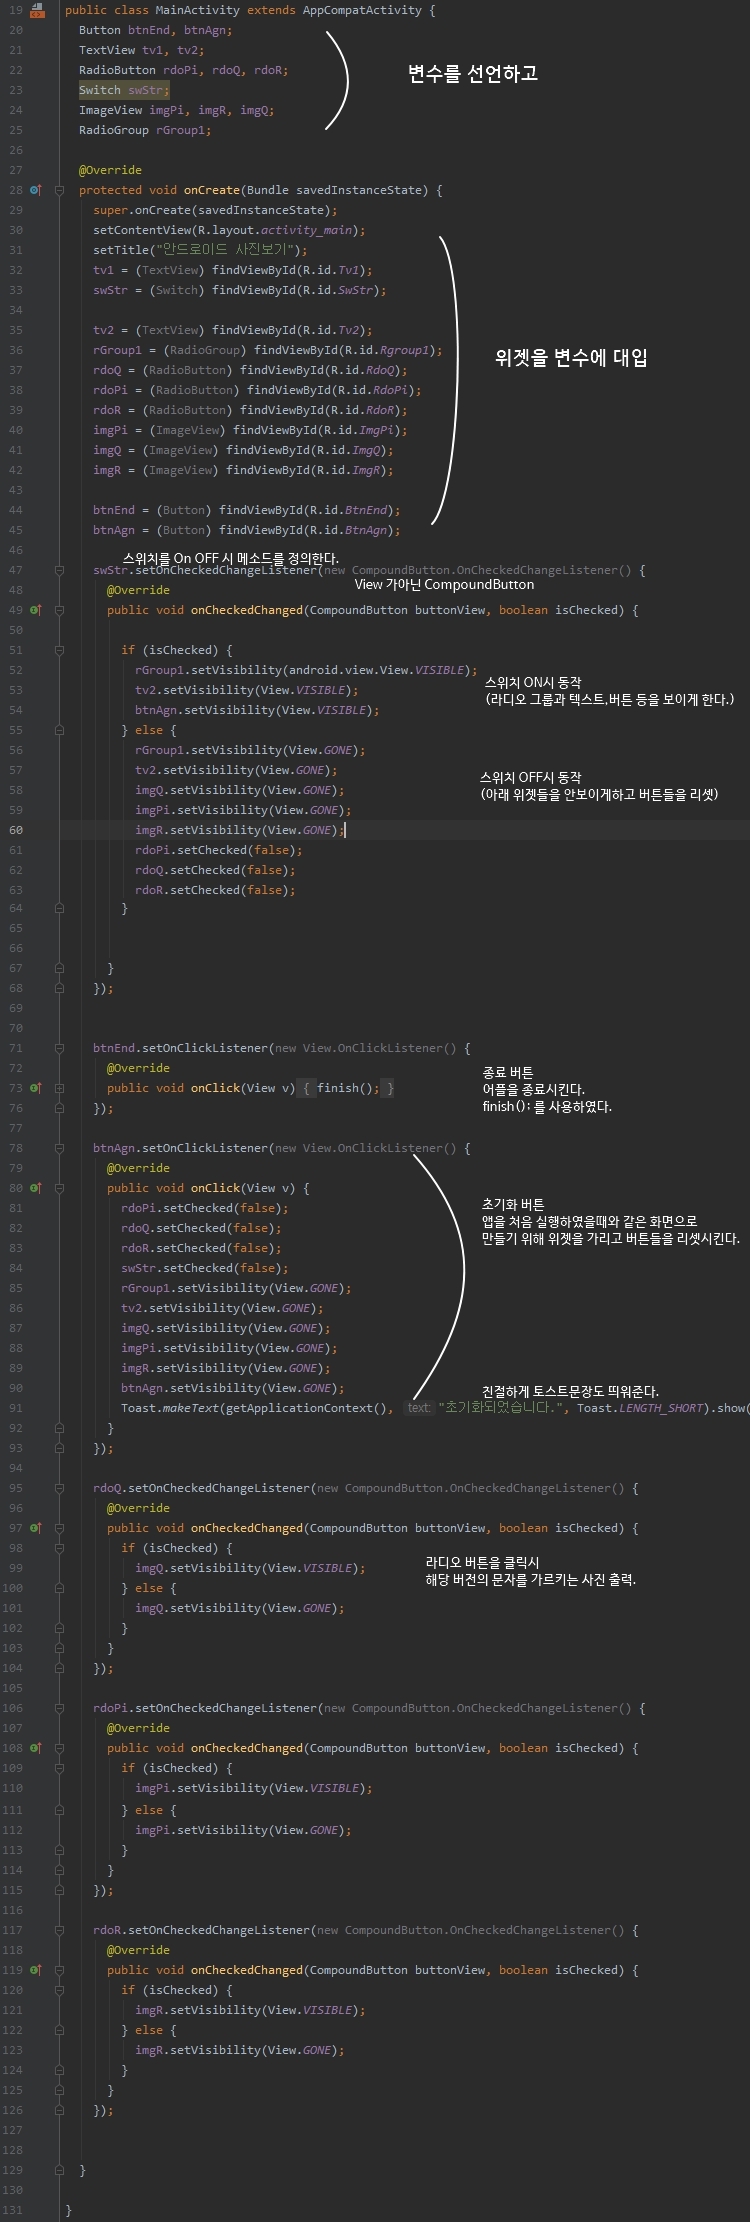 19 public class MainActivity extends AppCompatActivity {
20 Button btnEnd, btnAgn;
21 TextView tv1, tv2;
22 RadioButton rdoPi, rdoQ, rdoR;
변수를 선언하고
23 Switch swStr;
24 ImageView imgPi, imgR, imgQ;
25 RadioGroup rGroup1;
26
27 @Override
28 protected void onCreate(Bundle savedInstanceState) {
29 super.onCreate(savedInstanceState);
30 setContentView(R.layout.activity_main);
31 setTitle("안드로이드 사진보기");
32 tv1 = (TextView) findViewById(R.id.Tv1);
33 swStr = (Switch) findViewById(R.id.SwStr);
34
35 tv2 = (TextView) findViewById(R.id.Tv2);
36 rGroup1 = (RadioGroup) findViewById(R.id.Rgroup1);
위젯을 변수에 대입
37 rdoQ = (RadioButton) findViewById(R.id.RdoQ);
38 rdoPi = (RadioButton) findViewById(R.id.RdoPi);
39 rdoR = (RadioButton) findViewById(R.id.RdoR);
40 imgPi = (ImageView) findViewById(R.id.ImgPi);
41 imgQ = (ImageView) findViewById(R.id.ImgQ);
42 imgR = (ImageView) findViewById(R.id.ImgR);
43
44 btnEnd = (Button) findViewById(R.id.BtnEnd);
45 btnAgn = (Button) findViewById(R.id.BtnAgn);
46
스위치를 On OFF 시 메소드를 정의한다.
47 swStr.setOnCheckedChangeListener(new CompoundButton.OnCheckedChangeListener() {
View 가아닌 CompoundButton
48 @Override
49 public void onCheckedChanged(CompoundButton buttonView, boolean isChecked) {
50
51 if (isChecked) {
52 rGroup1.setVisibility(android.view.View.VISIBLE);
스위치 ON시 동작
53 tv2.setVisibility(View.VISIBLE);
(라디오 그룹과 텍스트,버튼 등을 보이게 한다.)
54 btnAgn.setVisibility(View.VISIBLE);
55 } else {
56 rGroup1.setVisibility(View.GONE);
57 tv2.setVisibility(View.GONE);
스위치 OFF시 동작
58 imgQ.setVisibility(View.GONE);
(아래 위젯들을 안보이게하고 버튼들을 리셋)
59 imgPi.setVisibility(View.GONE);
60 imgR.setVisibility(View.GONE);
61 rdoPi.setChecked(false);
62 rdoQ.setChecked(false);
63 rdoR.setChecked(false);
64 }
65
66
67 }
68 });
69
70
71 btnEnd.setOnClickListener(new View.OnClickListener() {
72 @Override
종료 버튼
73 public void onClick(View v) { finish(); }
어플을 종료시킨다.
76 });
finish(); 를 사용하였다.
77
78 btnAgn.setOnClickListener(new View.OnClickListener() {
79 @Override
80 public void onClick(View v) {
81 rdoPi.setChecked(false);
초기화 버튼
82 rdoQ.setChecked(false);
앱을 처음 실행하였을때와 같은 화면으로
83 rdoR.setChecked(false);
만들기 위해 위젯을 가리고 버튼들을 리셋시킨다.
84 swStr.setChecked(false);
85 rGroup1.setVisibility(View.GONE);
86 tv2.setVisibility(View.GONE);
87 imgQ.setVisibility(View.GONE);
88 imgPi.setVisibility(View.GONE);
89 imgR.setVisibility(View.GONE);
90 btnAgn.setVisibility(View.GONE);
친절하게 토스트문장도 띄워준다.
91 Toast.makeText(getApplicationContext(), text: "초기화되었습니다.", Toast.LENGTH_SHORT).show(
92 }
93 });
94
95 rdoQ.setOnCheckedChangeListener(new CompoundButton.OnCheckedChangeListener() {
96 @Override
97 public void onCheckedChanged(CompoundButton buttonView, boolean isChecked) {
98 if (isChecked) {
라디오 버튼을 클릭시
99 imgQ.setVisibility(View.VISIBLE);
해당 버전의 문자를 가르키는 사진 출력.
100 } else {
101 imgQ.setVisibility(View.GONE);
102 }
103 }
104 });
105
106 rdoPi.setOnCheckedChangeListener(new CompoundButton.OnCheckedChangeListener() {
107 @Override
108 public void onCheckedChanged(CompoundButton buttonView, boolean isChecked) {
109 if (isChecked) {
110 imgPi.setVisibility(View.VISIBLE);
111 } else {
112 imgPi.setVisibility(View.GONE);
113 }
114 }
115 });
116
117 rdoR.setOnCheckedChangeListener(new CompoundButton.OnCheckedChangeListener() {
118 @Override
119 public void onCheckedChanged(CompoundButton buttonView, boolean isChecked) {
120 if (isChecked) {
121 imgR.setVisibility(View.VISIBLE);
122 } else {
123 imgR.setVisibility(View.GONE);
124 }
125 }
126 });
127
128
129 }
130
131 }